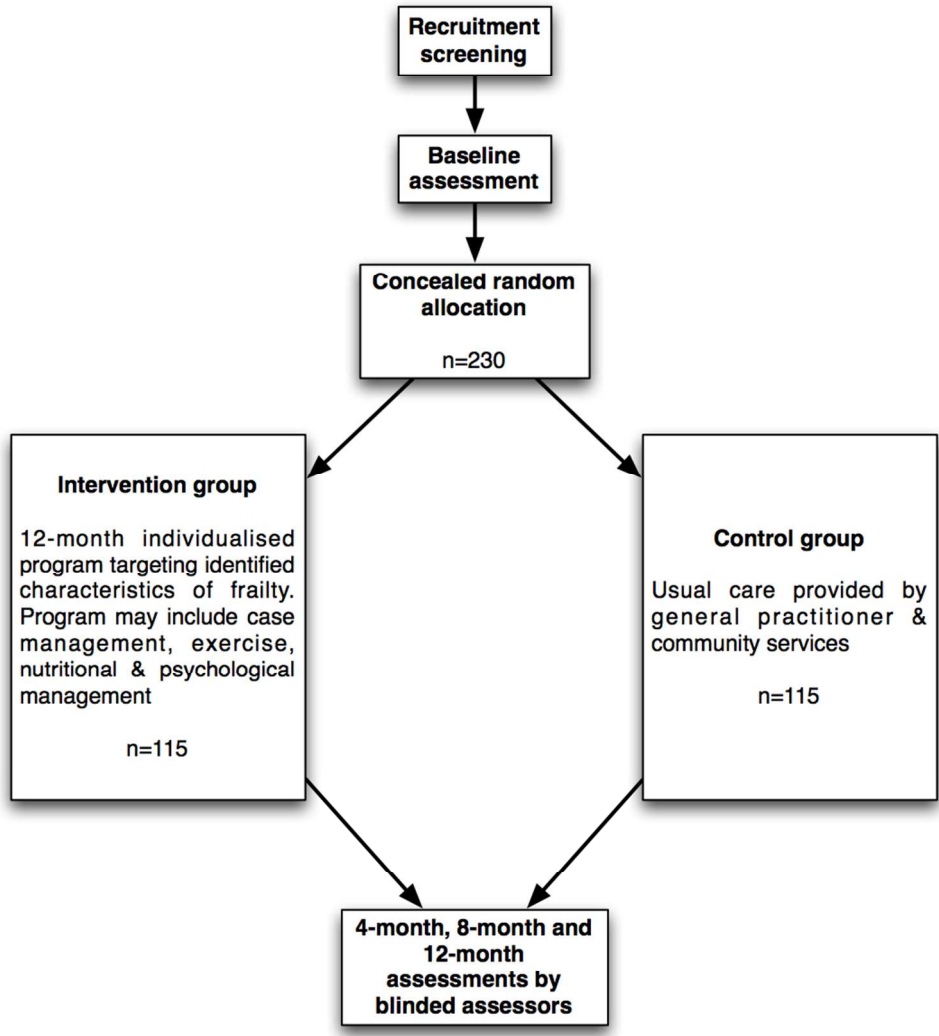 Recruitment
screening
Baseline
assessment
Concealed random
allocation
n=230
Intervention group
12-month individualised
program targeting identified
characteristics of frailty.
Program may include case
management, exercise,
nutritional & psychological
management
n=115
Control group
Usual care provided by
general practitioner &
community services
n=115
4-month, 8-month and
12-month
assessments by
blinded assessors